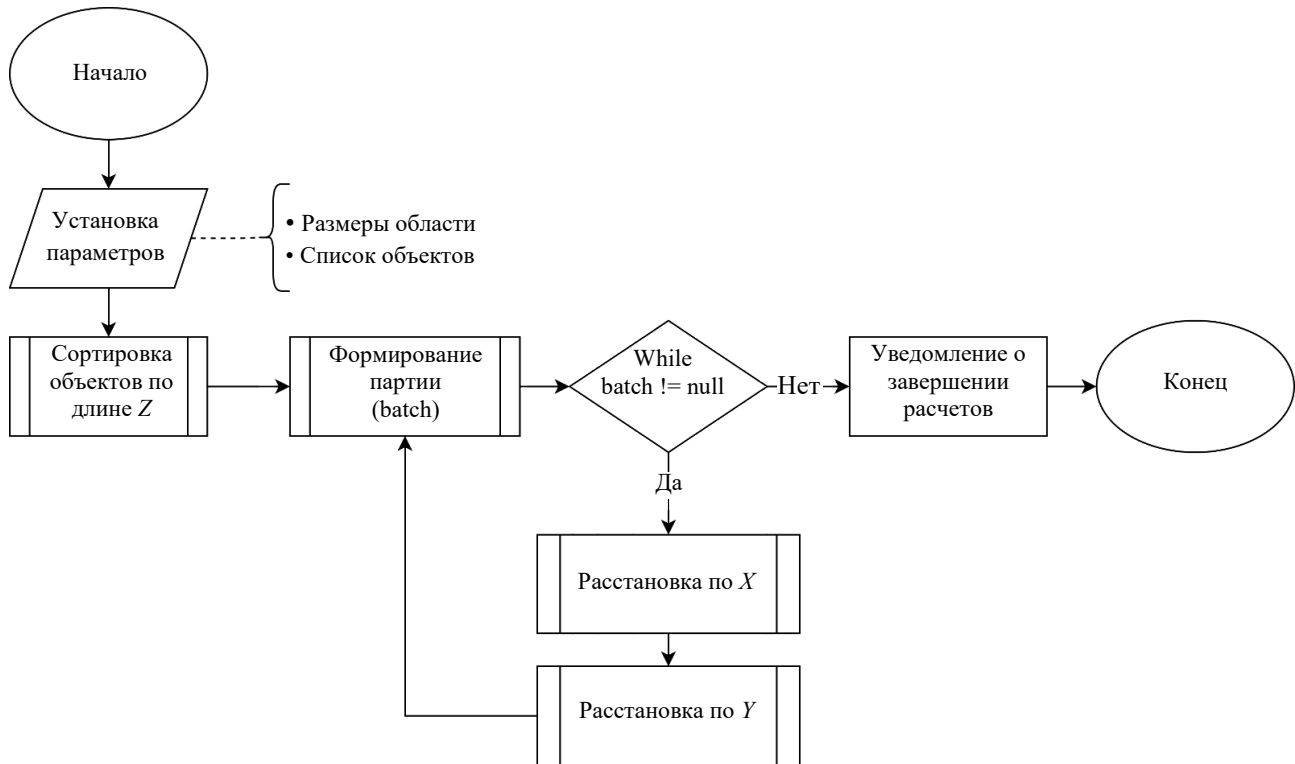 Начало
Установка
параметров
• Размеры области
• Список объектов
Сортировка
объектов по
длине Z
Формирование
партии
(batch)
While
batch != null
Нет
Уведомление о
завершении
расчетов
Конец
Да
Расстановка по X
Расстановка по Y